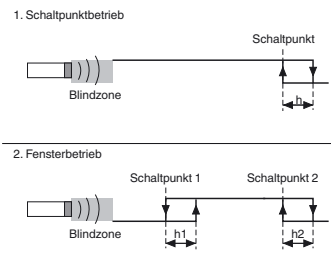 1. Schaltpunktbetrieb
Schaltpunkt
Blindzone
h
2. Fensterbetrieb
Schaltpunkt 1
Schaltpunkt 2
Blindzone
h1
h2